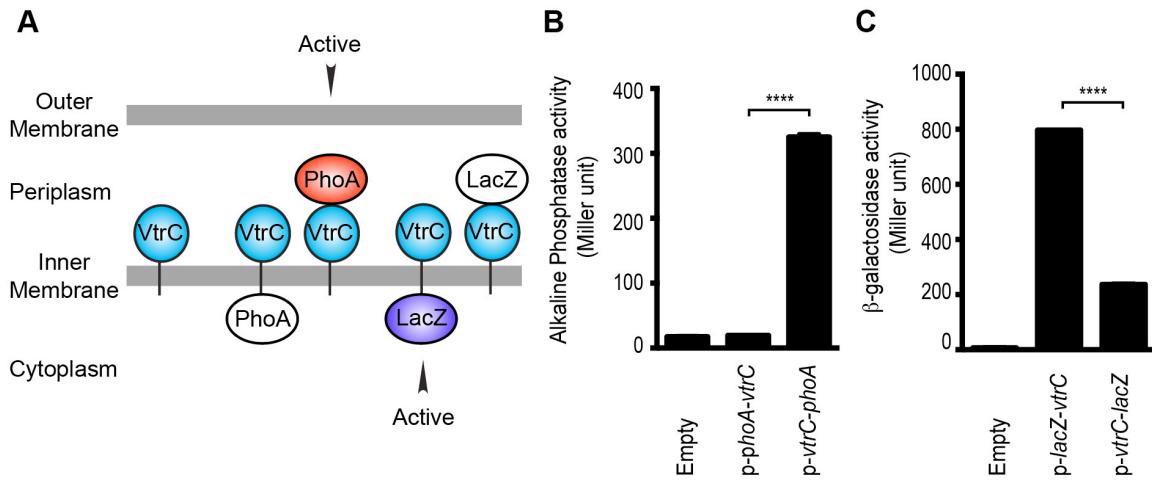 A
Active
Outer
Membrane
Periplasm
PhoA
LacZ
VtrC
VtrC
VtrC
VtrC
VtrC
Inner
Membrane
PhoA
LacZ
Cytoplasm
Active
B
Alkaline Phosphatase activity
(Miller unit)
400
300
200
100
0
****
Empty
p-phoA-vtrC
p-vtrC-phoA
C
β-galactosidase activity
(Miller unit)
1000
800
600
400
200
0
****
Empty
p-lacZ-vtrC
p-vtrC-lacZ